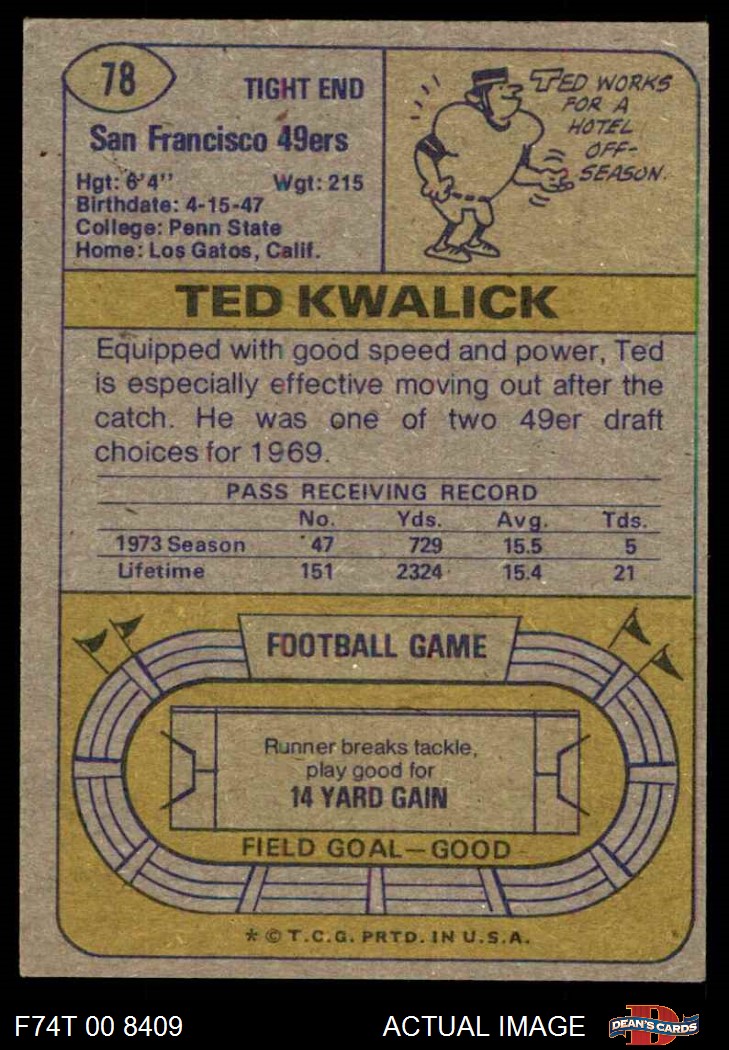 78
TIGHT END
San Francisco 49ers
Hgt: 6'4" Wgt: 215
Birthdate: 4-15-47
College: Penn State
Home: Los Gatos, Calif.
TED WORKS
FOR A
HOTEL
OFF-
SEASON.
TED KWALICK
Equipped with good speed and power, Ted
is especially effective moving out after the
catch. He was one of two 49er draft
choices for 1969.
PASS RECEIVING RECORD
No. Yds. Avg. Tds.
1973 Season 47 729 15.5 5
Lifetime 151 2324 15.4 21
FOOTBALL GAME
Runner breaks tackle,
play good for
14 YARD GAIN
FIELD GOAL—GOOD
* © T.C.G. PRTD. IN U.S.A.
F74T 00 8409 ACTUAL IMAGE
D
DEAN'S CARDS